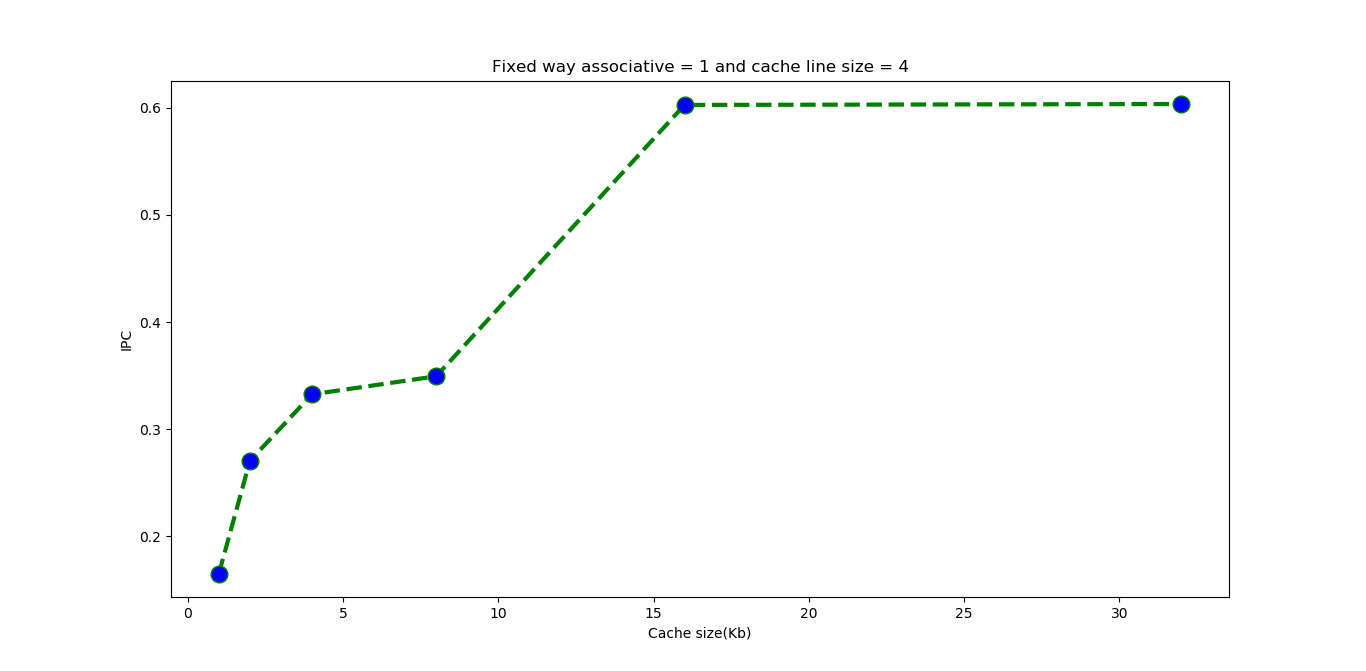 Fixed way associative = 1 and cache line size = 4
0.6
0.5
0.4
0.3
0.2
IPC
0 5 10 15 20 25 30
Cache size(Kb)